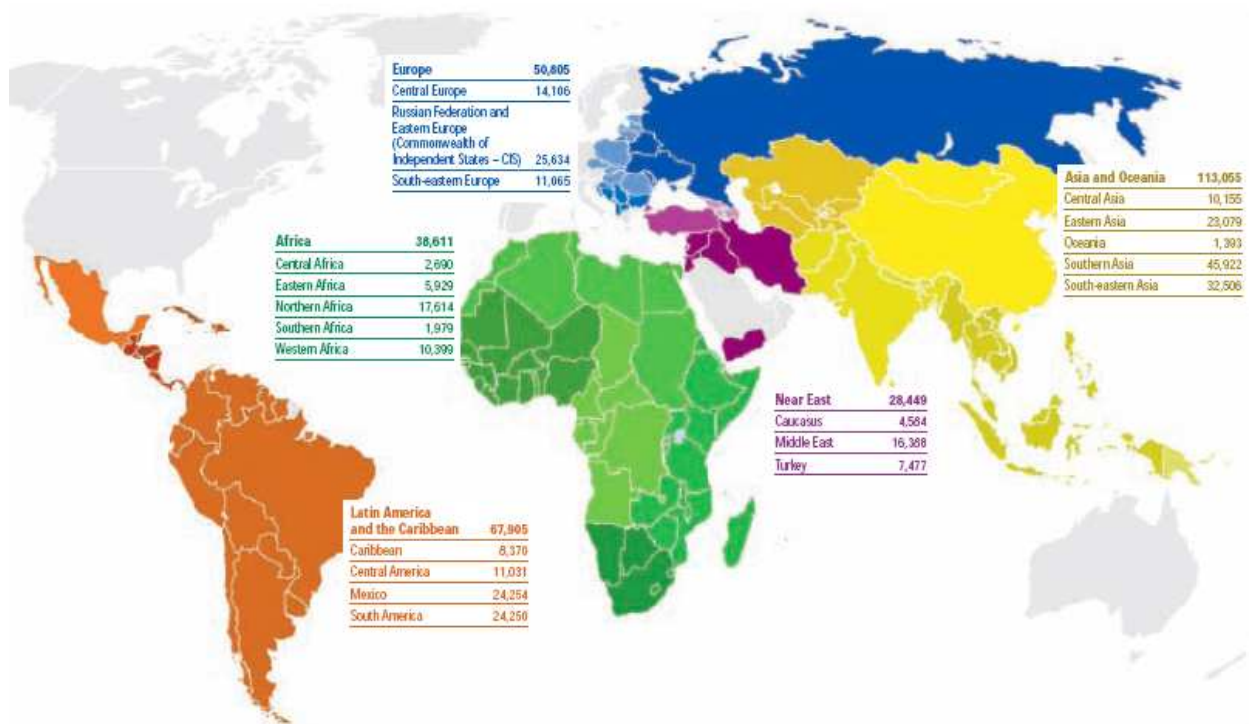 Europe 50,805
Central Europe 14,106
Russian Federation and
Eastern Europe
(Commonwealth of
Independent States – CIS) 25,634
South-eastern Europe 11,065
Asia and Oceania 113,055
Central Asia 10,155
Eastern Asia 23,079
Oceania 1,393
Southern Asia 45,922
South-eastern Asia 32,506
Africa 38,611
Central Africa 2,690
Eastern Africa 5,929
Northern Africa 17,614
Southern Africa 1,979
Western Africa 10,399
Near East 28,449
Caucasus 4,584
Middle East 16,388
Turkey 7,477
Latin America
and the Caribbean 67,905
Caribbean 8,370
Central America 11,031
Mexico 24,254
South America 24,250